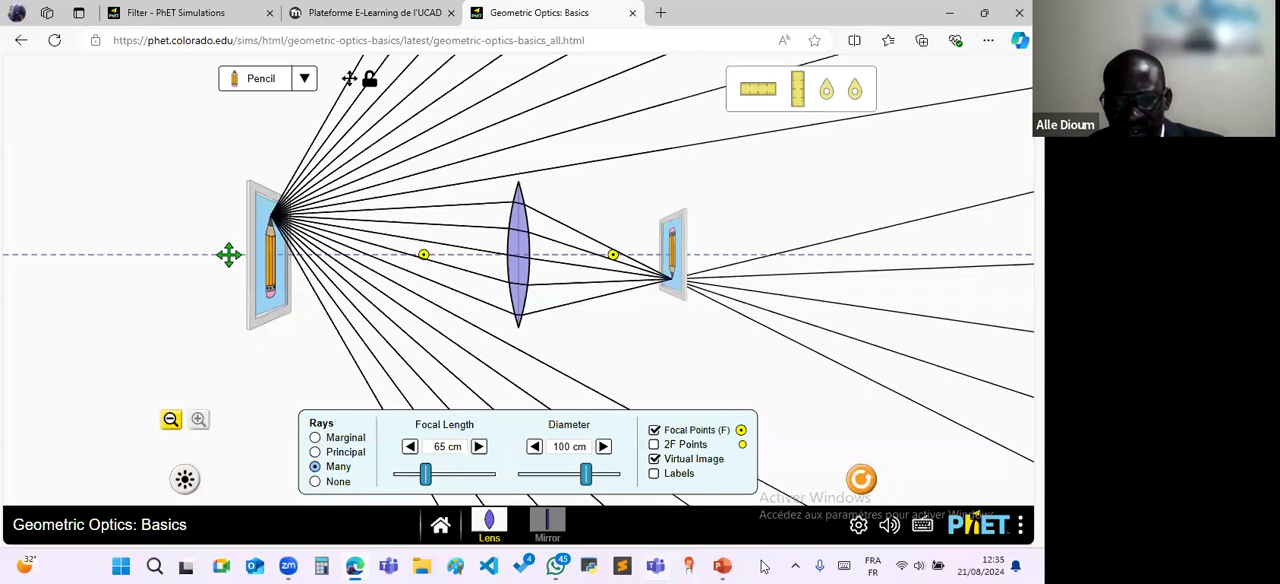 Filter - PhET Simulations
Plateforme E-Learning de l'UCAD
Geometric Optics: Basics
https://phet.colorado.edu/sims/html/geometric-optics-basics/latest/geometric-optics-basics_all.html
Pencil
Alle Dioum
Rays
Marginal
Principal
Many
None
Focal Length
65 cm
Diameter
100 cm
Focal Points (F)
2F Points
Virtual Image
Labels
Activer Windows
Accédez aux paramètres pour activer Windows.
Geometric Optics: Basics
Lens
Mirror
PhET
32°
4
45
FRA
FR
12:35
21/08/2024